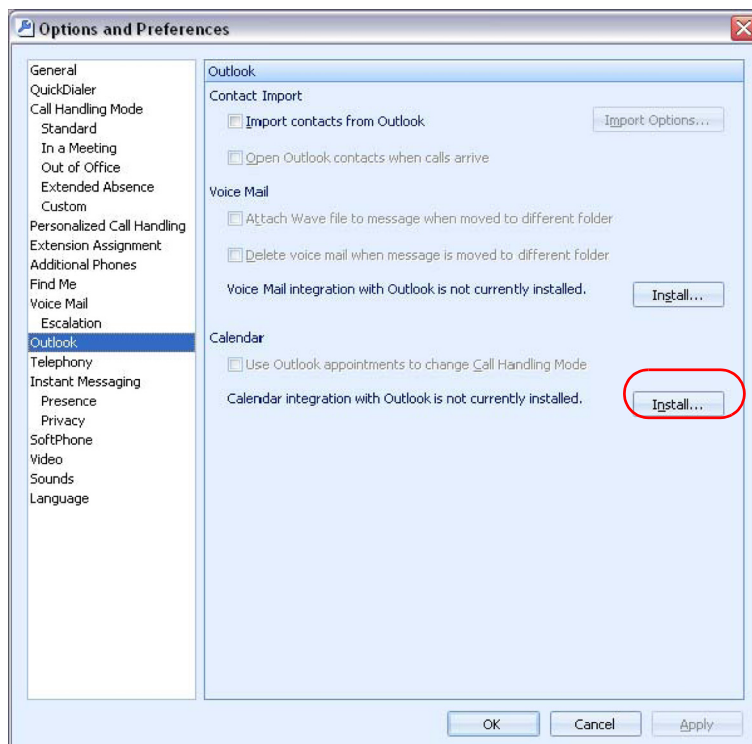 Options and Preferences
General
QuickDialer
Call Handling Mode
Standard
In a Meeting
Out of Office
Extended Absence
Custom
Personalized Call Handling
Extension Assignment
Additional Phones
Find Me
Voice Mail
Escalation
Outlook
Telephony
Instant Messaging
Presence
Privacy
SoftPhone
Video
Sounds
Language
Outlook
Contact Import
Import contacts from Outlook
Import Options...
Open Outlook contacts when calls arrive
Voice Mail
Attach Wave file to message when moved to different folder
Delete voice mail when message is moved to different folder
Voice Mail integration with Outlook is not currently installed.
Install...
Calendar
Use Outlook appointments to change Call Handling Mode
Calendar integration with Outlook is not currently installed.
Install...
OK
Cancel
Apply